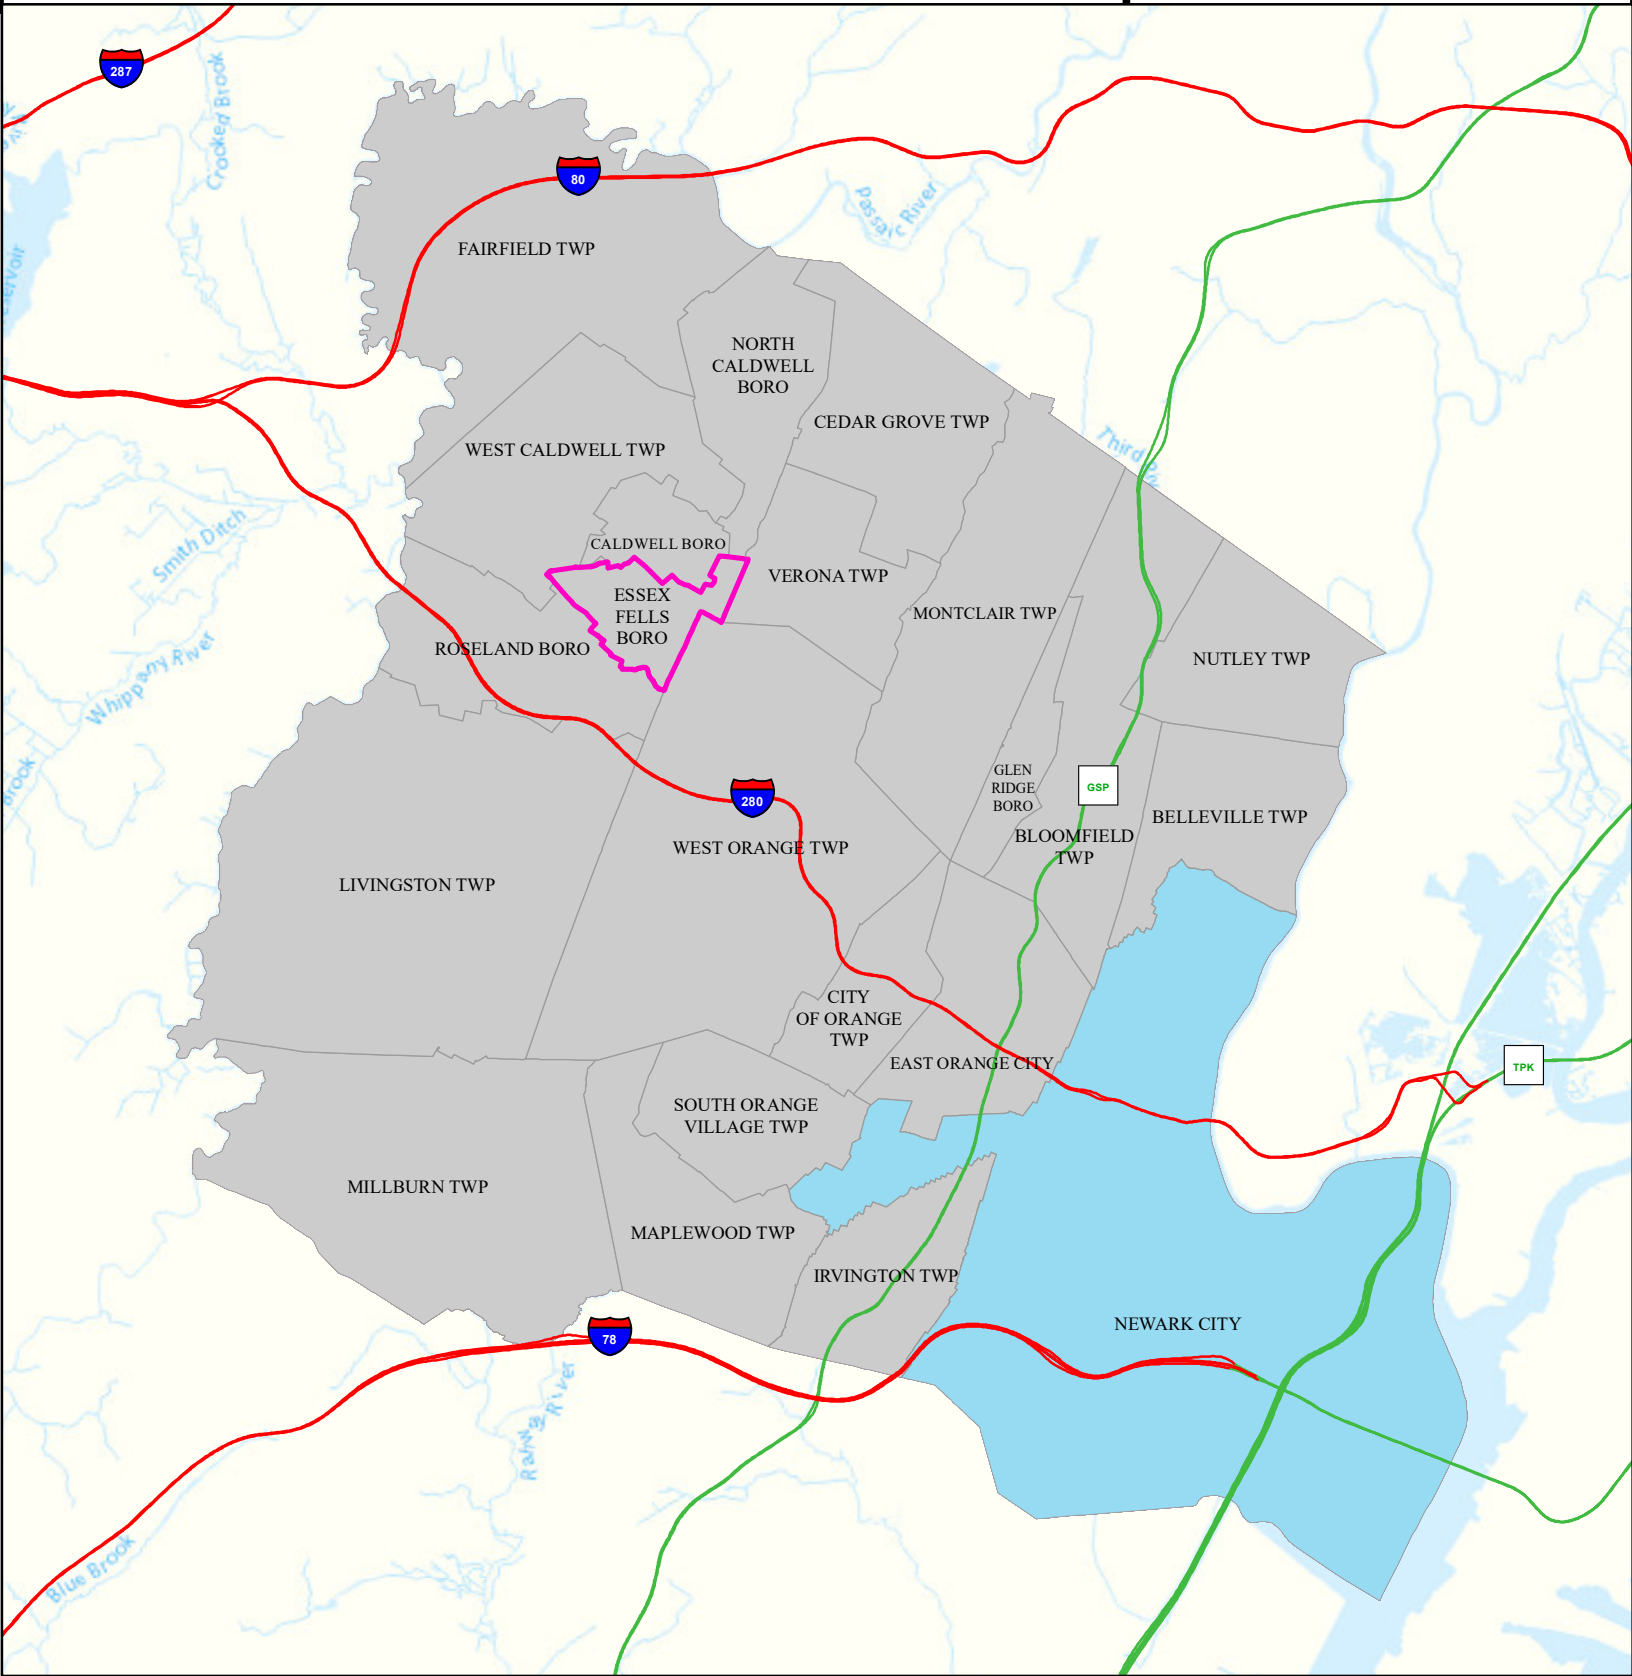 287
Crooked Brook
80
Passaic River
FAIRFIELD TWP
NORTH
CALDWELL
BORO
CEDAR GROVE TWP
WEST CALDWELL TWP
Third
Smith Ditch
CALDWELL BORO
VERONA TWP
ESSEX
FELLS
BORO
MONTCLAIR TWP
ROSELAND BORO
NUTLEY TWP
Whippany River
Brook
GLEN
RIDGE
BORO
GSP
280
BELLEVILLE TWP
BLOOMFIELD
TWP
WEST ORANGE TWP
LIVINGSTON TWP
CITY
OF ORANGE
TWP
EAST ORANGE CITY
TPK
SOUTH ORANGE
VILLAGE TWP
MILLBURN TWP
MAPLEWOOD TWP
IRVINGTON TWP
NEWARK CITY
78
River
Blue Brook